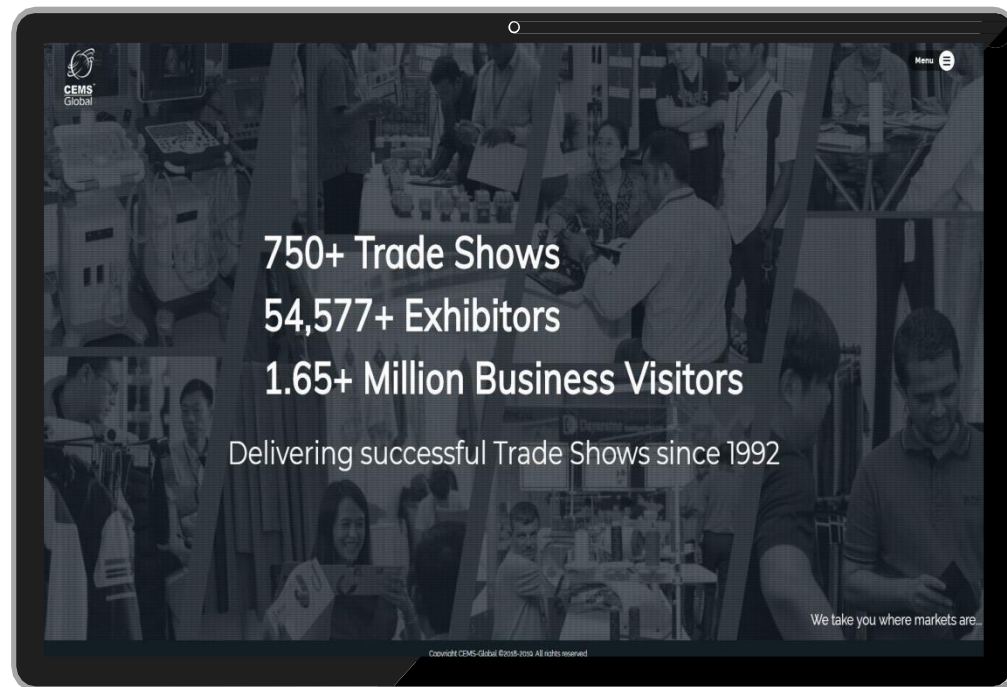 CEMS
Global
Menu
750+ Trade Shows
54,577+ Exhibitors
1.65+ Million Business Visitors
Delivering successful Trade Shows since 1992
We take you where markets are...
Copyright CEMS-Global ©2018-2019. All rights reserved